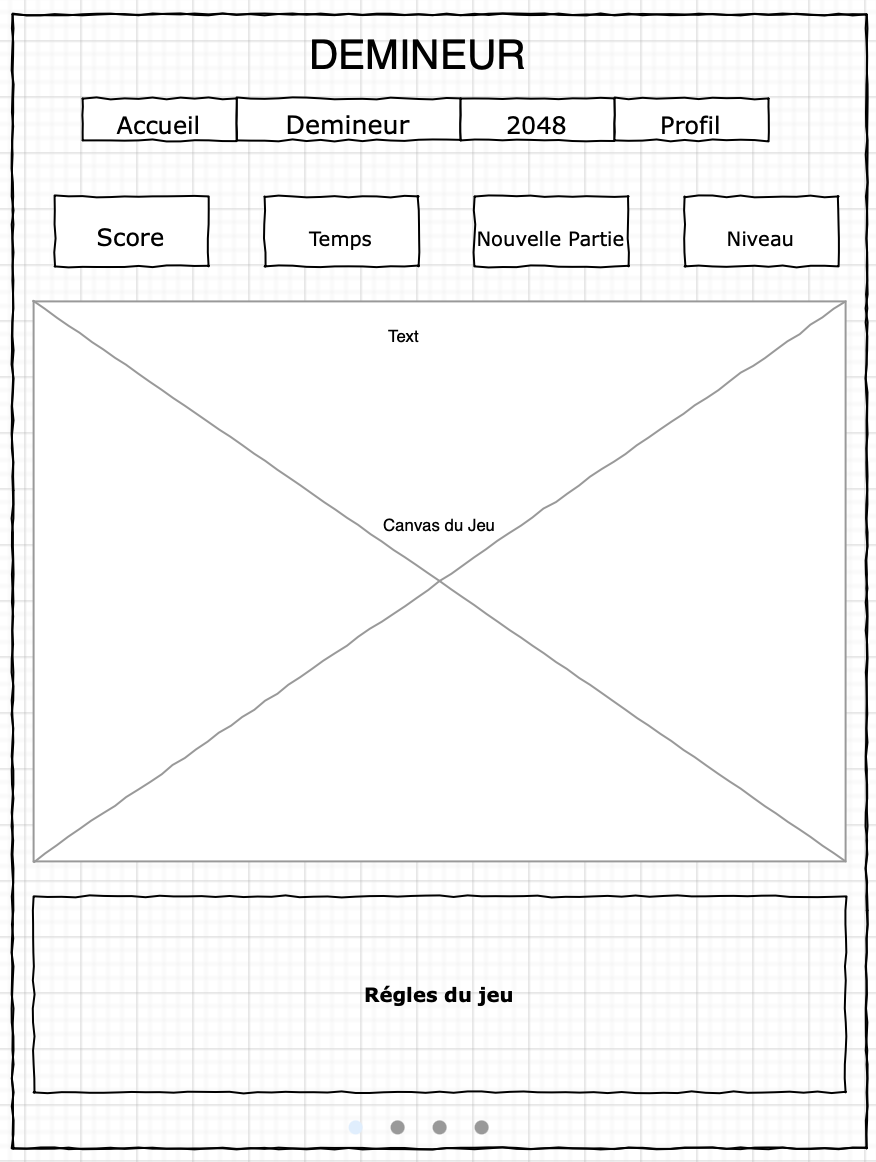 DEMINEUR
Accueil Demineur 2048 Profil
Score Temps Nouvelle Partie Niveau
Text
Canvas du Jeu
Régles du jeu